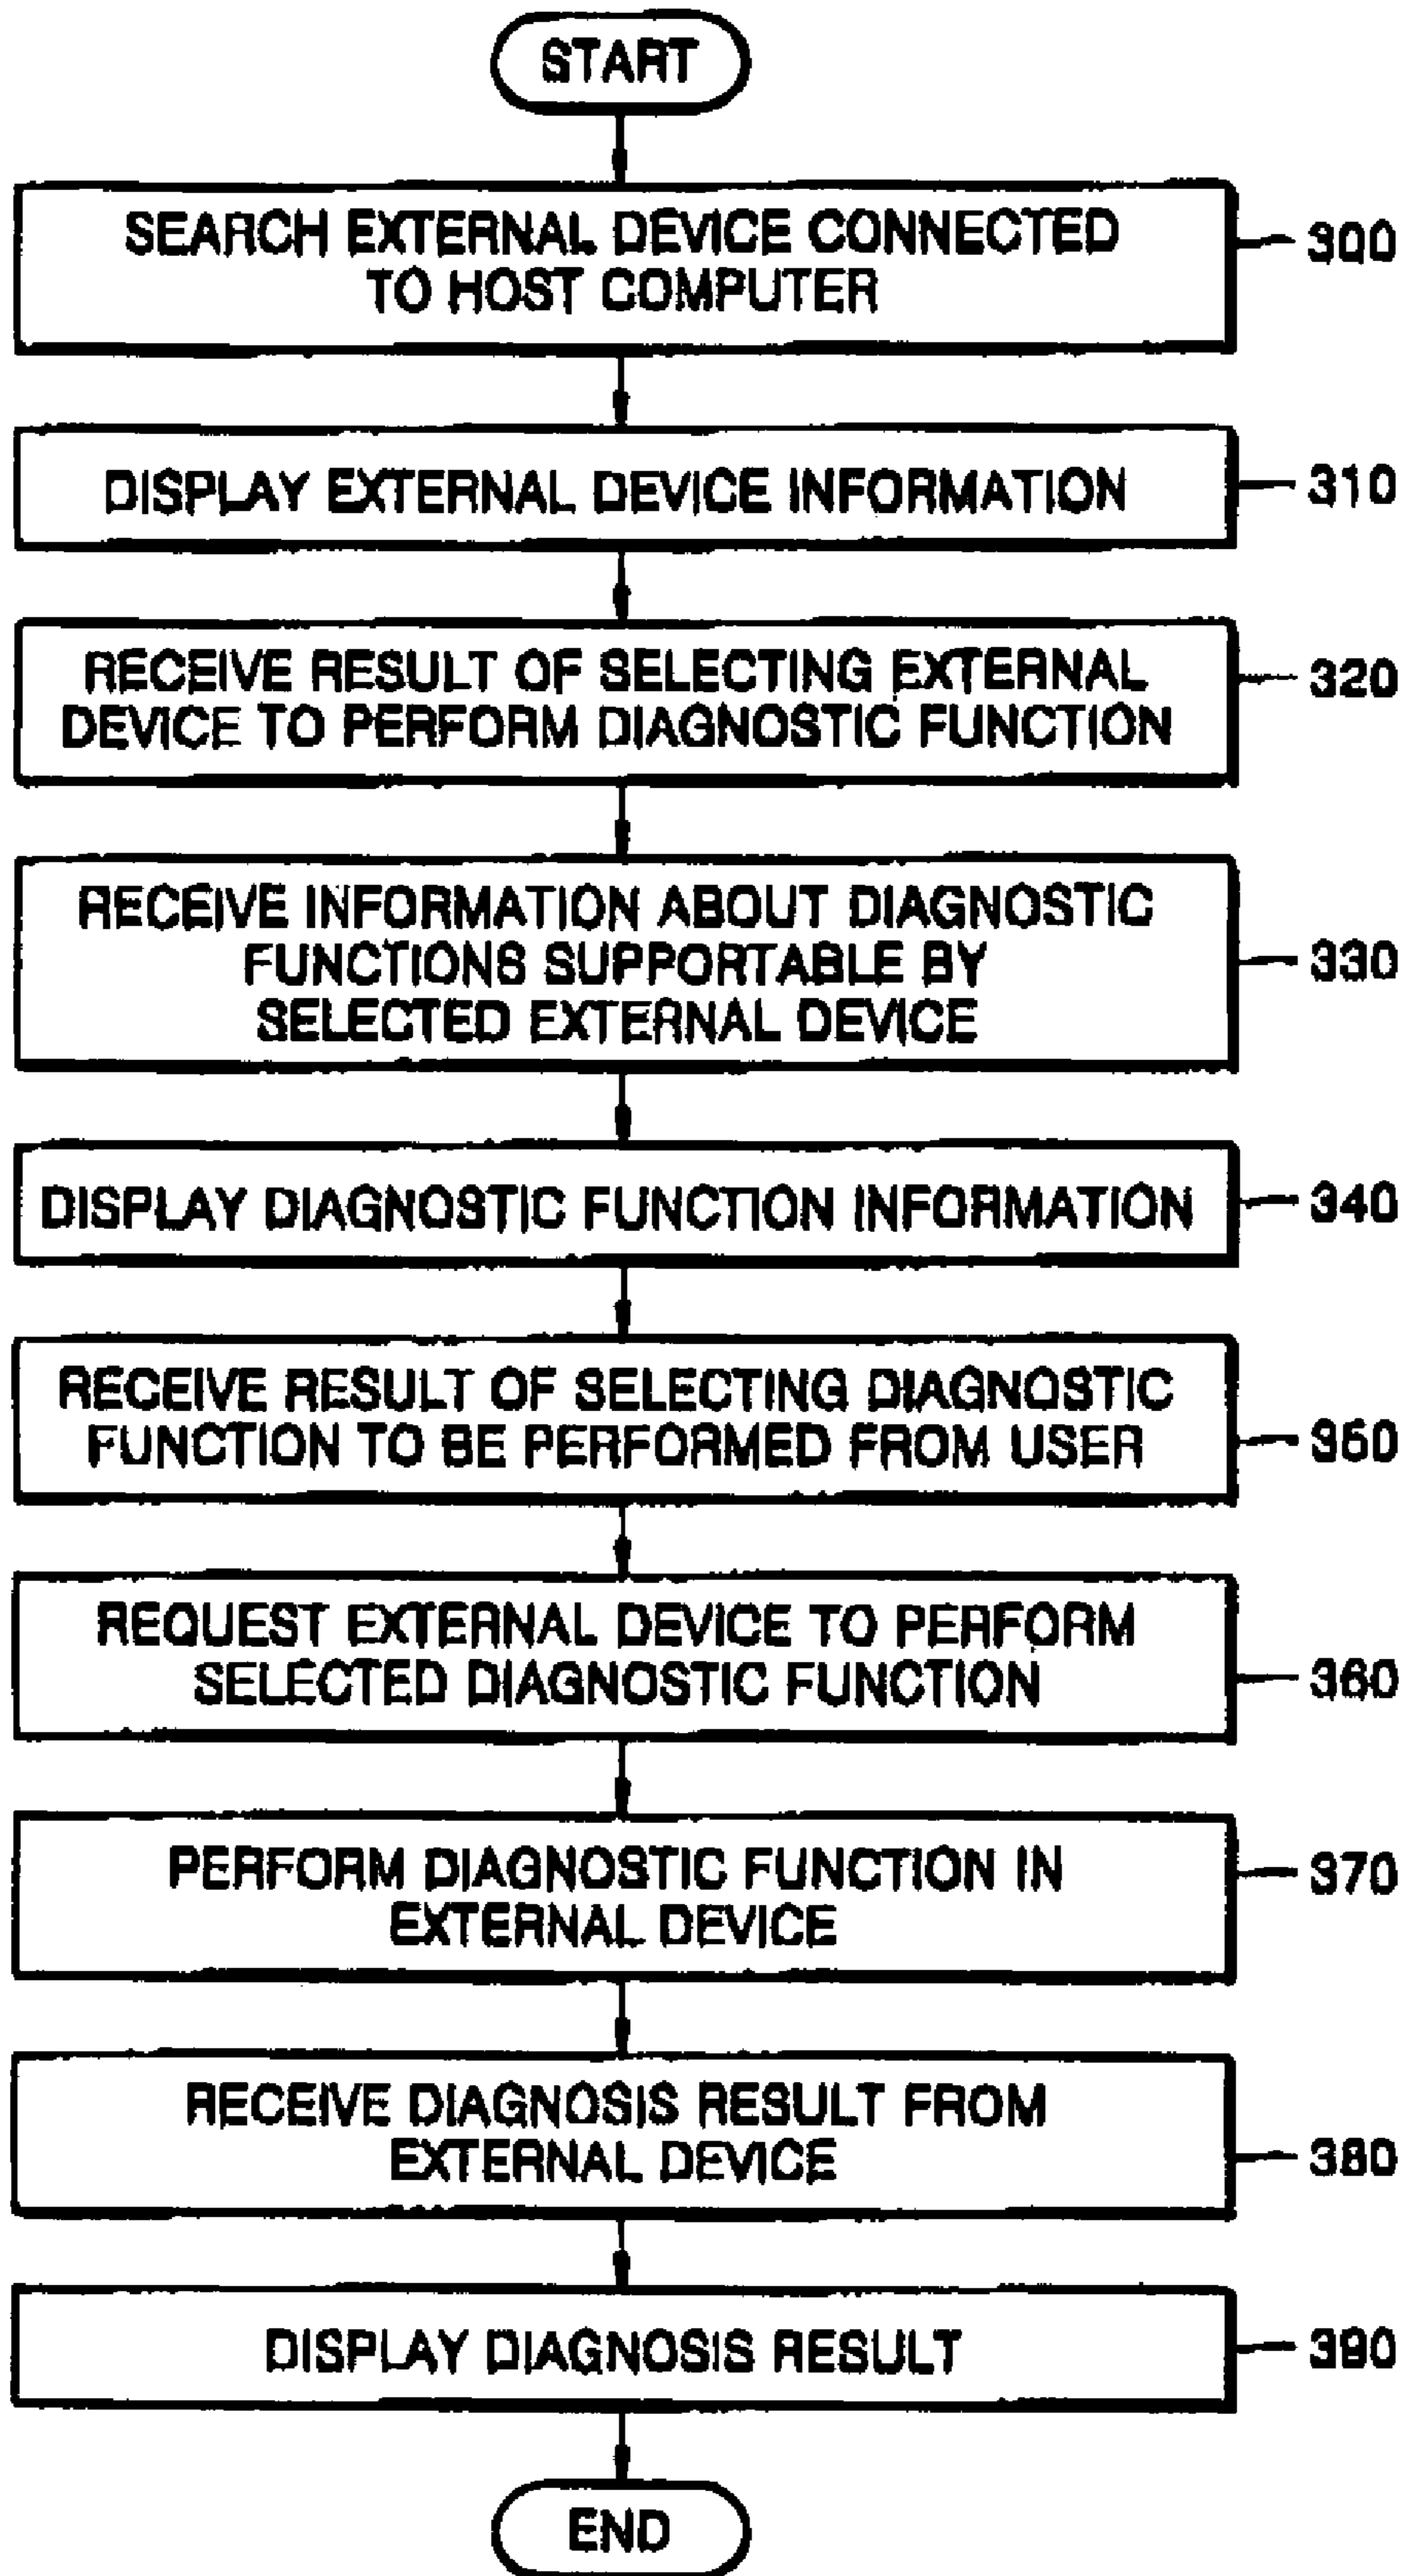 START
SEARCH EXTERNAL DEVICE CONNECTED
TO HOST COMPUTER
300
DISPLAY EXTERNAL DEVICE INFORMATION
310
RECEIVE RESULT OF SELECTING EXTERNAL
DEVICE TO PERFORM DIAGNOSTIC FUNCTION
320
RECEIVE INFORMATION ABOUT DIAGNOSTIC
FUNCTIONS SUPPORTABLE BY
SELECTED EXTERNAL DEVICE
330
DISPLAY DIAGNOSTIC FUNCTION INFORMATION
340
RECEIVE RESULT OF SELECTING DIAGNOSTIC
FUNCTION TO BE PERFORMED FROM USER
350
REQUEST EXTERNAL DEVICE TO PERFORM
SELECTED DIAGNOSTIC FUNCTION
360
PERFORM DIAGNOSTIC FUNCTION IN
EXTERNAL DEVICE
370
RECEIVE DIAGNOSIS RESULT FROM
EXTERNAL DEVICE
380
DISPLAY DIAGNOSIS RESULT
390
END